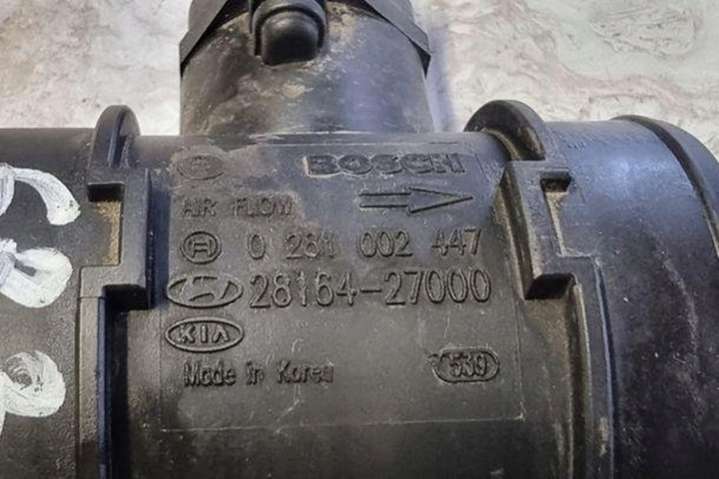 BOSCH
AIR FLOW
0 281 002 447
28164-27000
KIA
Made in Korea 539